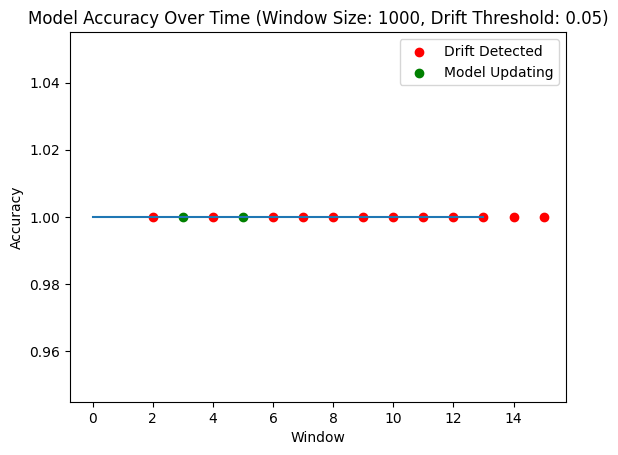 Model Accuracy Over Time (Window Size: 1000, Drift Threshold: 0.05)
Drift Detected
Model Updating
1.04
1.02
1.00
0.98
0.96
Accuracy
0 2 4 6 8 10 12 14
Window